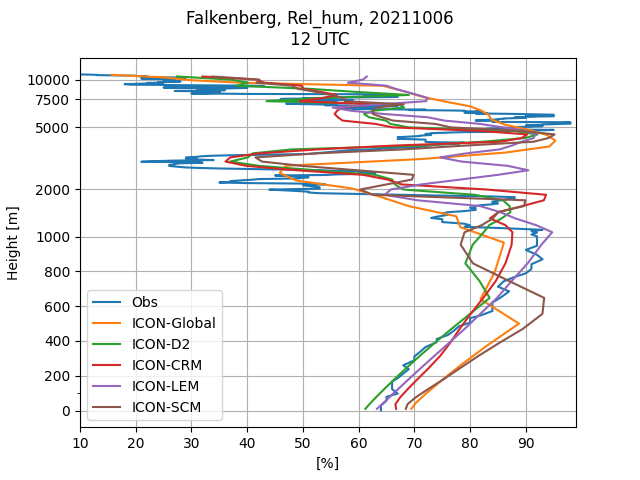 Falkenberg, Rel_hum, 20211006
12 UTC
Height [m]
10000
7500
5000
2000
1000
800
600
400
200
0
Obs
ICON-Global
ICON-D2
ICON-CRM
ICON-LEM
ICON-SCM
10 20 30 40 50 60 70 80 90
[%]